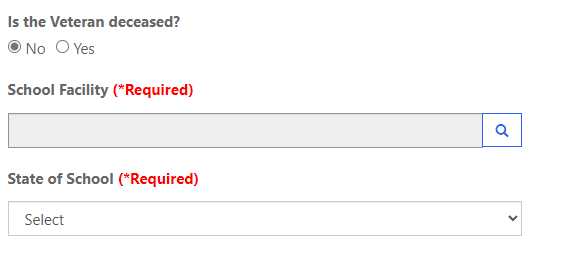 Is the Veteran deceased?
No Yes
School Facility (*Required)
State of School (*Required)
Select